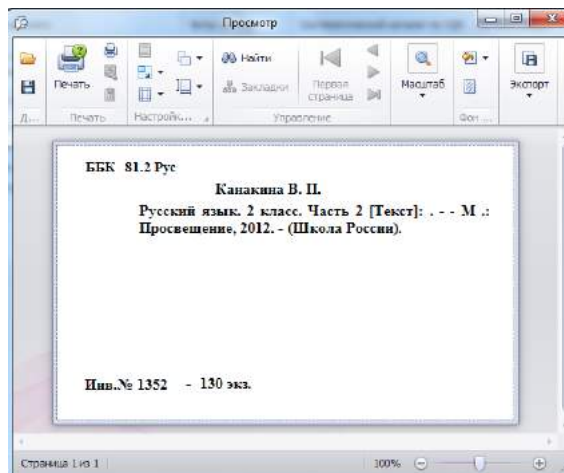 Просмотр
Печать
Найти
Закладки
Первая страница
Масштаб
Экспорт
Д...
Печать
Настройк...
Управление
Фон ...
ББК 81.2 Рус
Канакина В. П.
Русский язык. 2 класс. Часть 2 [Текст]: . - - М .:
Просвещение, 2012. - (Школа России).
Инв.№ 1352 - 130 экз.
Страница 1 из 1
100%